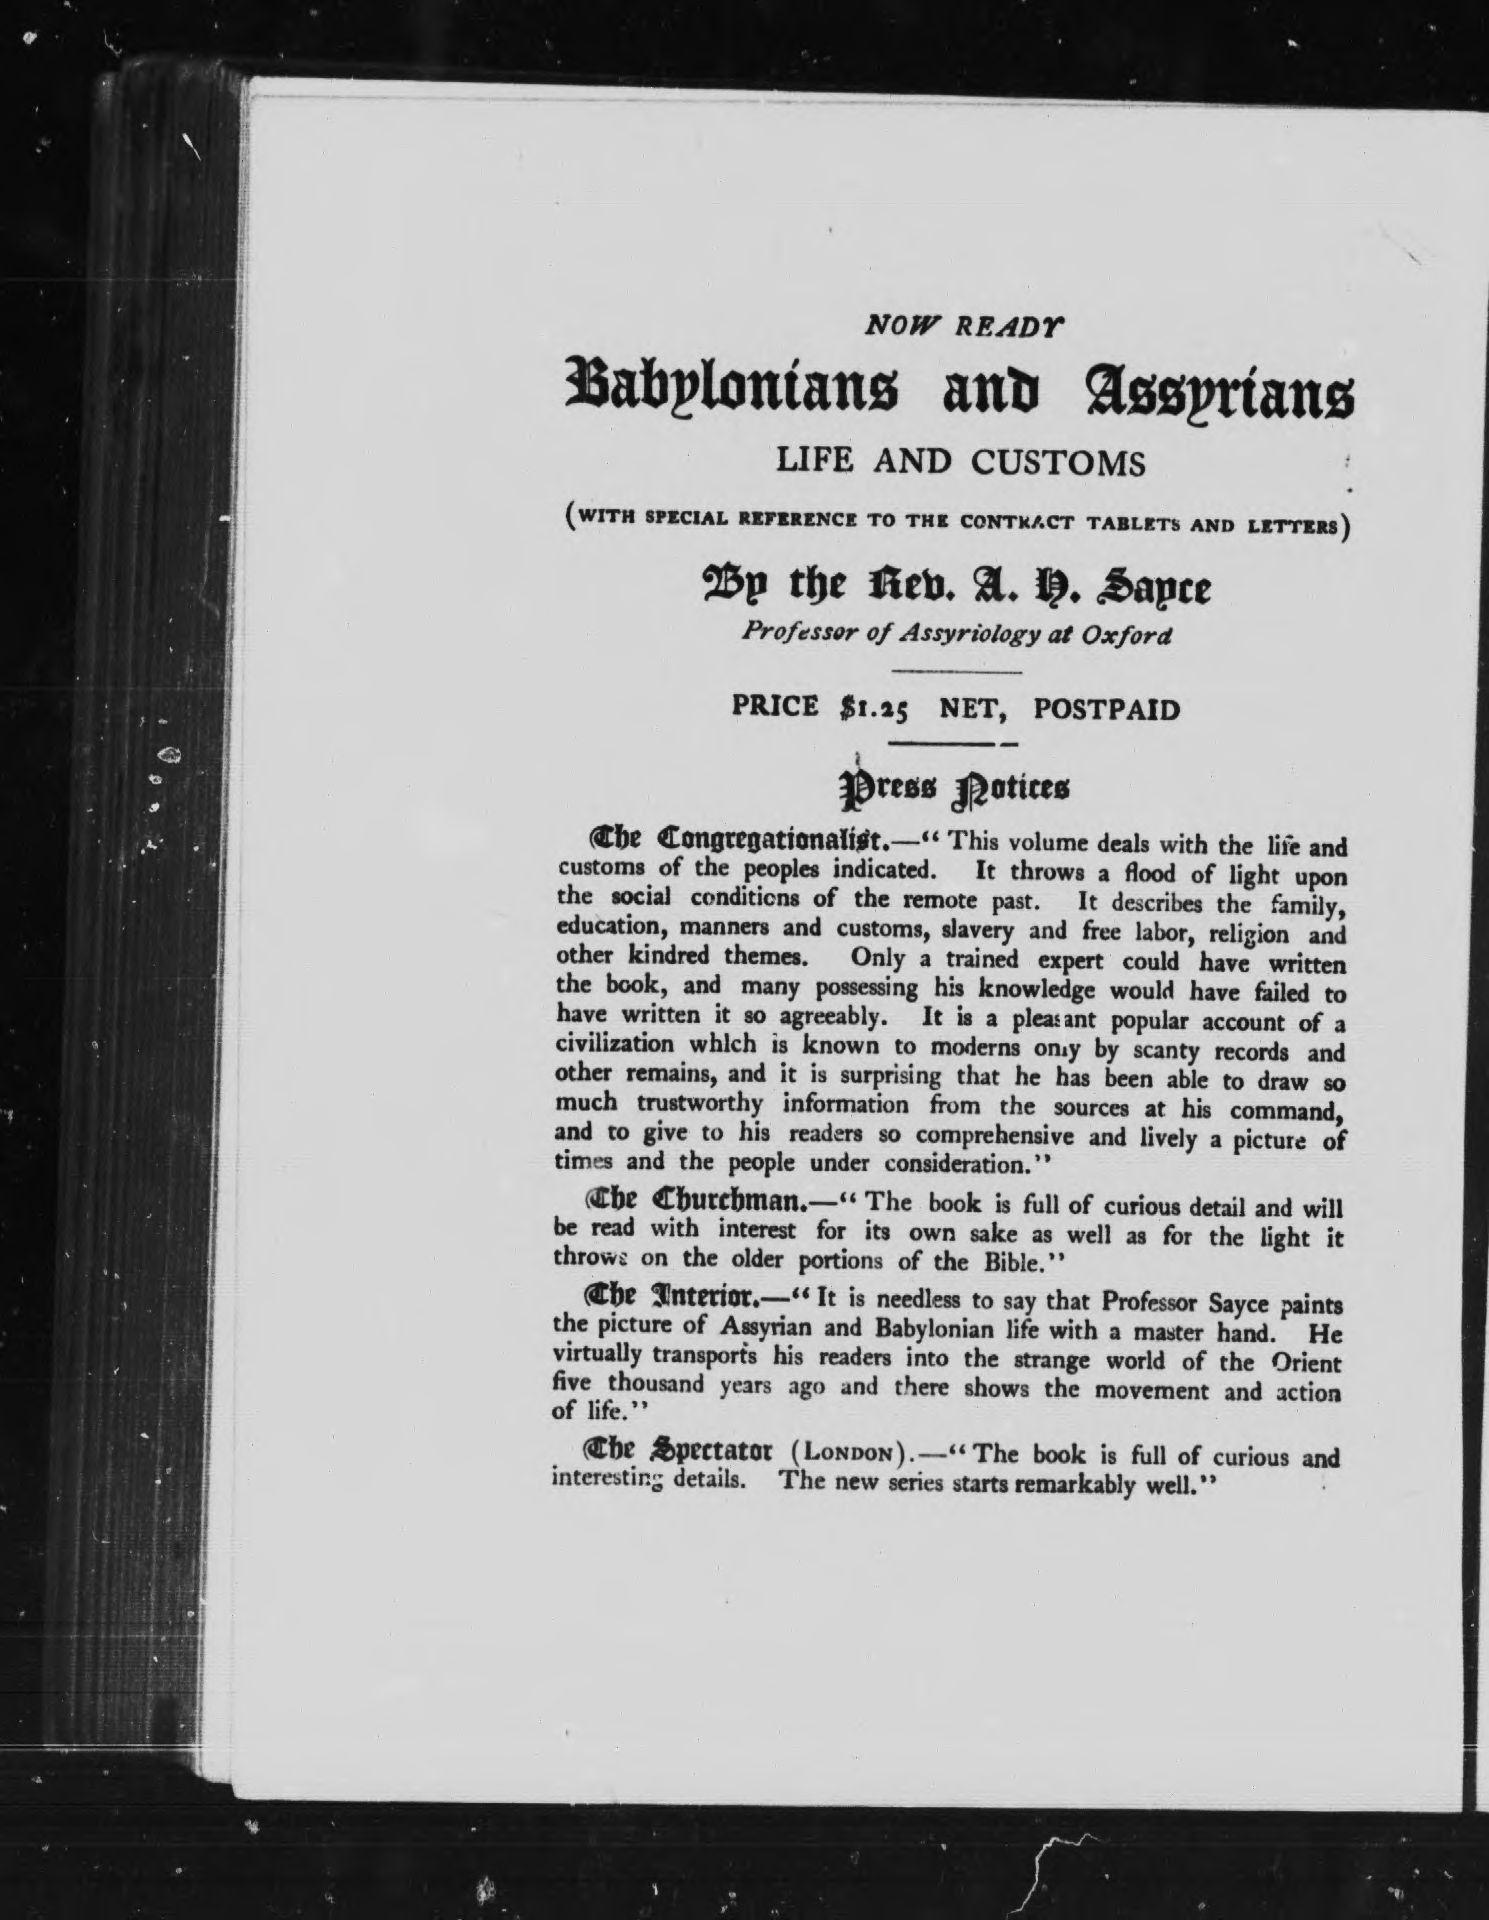 NOW READY
Babylonians and Assyrians
LIFE AND CUSTOMS
(WITH SPECIAL REFERENCE TO THE CONTRACT TABLETS AND LETTERS)
By the Rev. A. H. Sayce
Professor of Assyriology at Oxford
PRICE $1.25 NET, POSTPAID
Press Notices
The Congregationalist.—“ This volume deals with the life and
customs of the peoples indicated. It throws a flood of light upon
the social conditions of the remote past. It describes the family,
education, manners and customs, slavery and free labor, religion and
other kindred themes. Only a trained expert could have written
the book, and many possessing his knowledge would have failed to
have written it so agreeably. It is a pleasant popular account of a
civilization which is known to moderns only by scanty records and
other remains, and it is surprising that he has been able to draw so
much trustworthy information from the sources at his command,
and to give to his readers so comprehensive and lively a picture of
times and the people under consideration.”
The Churchman.—“ The book is full of curious detail and will
be read with interest for its own sake as well as for the light it
throws on the older portions of the Bible.”
The Interior.—“ It is needless to say that Professor Sayce paints
the picture of Assyrian and Babylonian life with a master hand. He
virtually transports his readers into the strange world of the Orient
five thousand years ago and there shows the movement and action
of life.”
The Spectator (LONDON).—“ The book is full of curious and
interesting details. The new series starts remarkably well.”